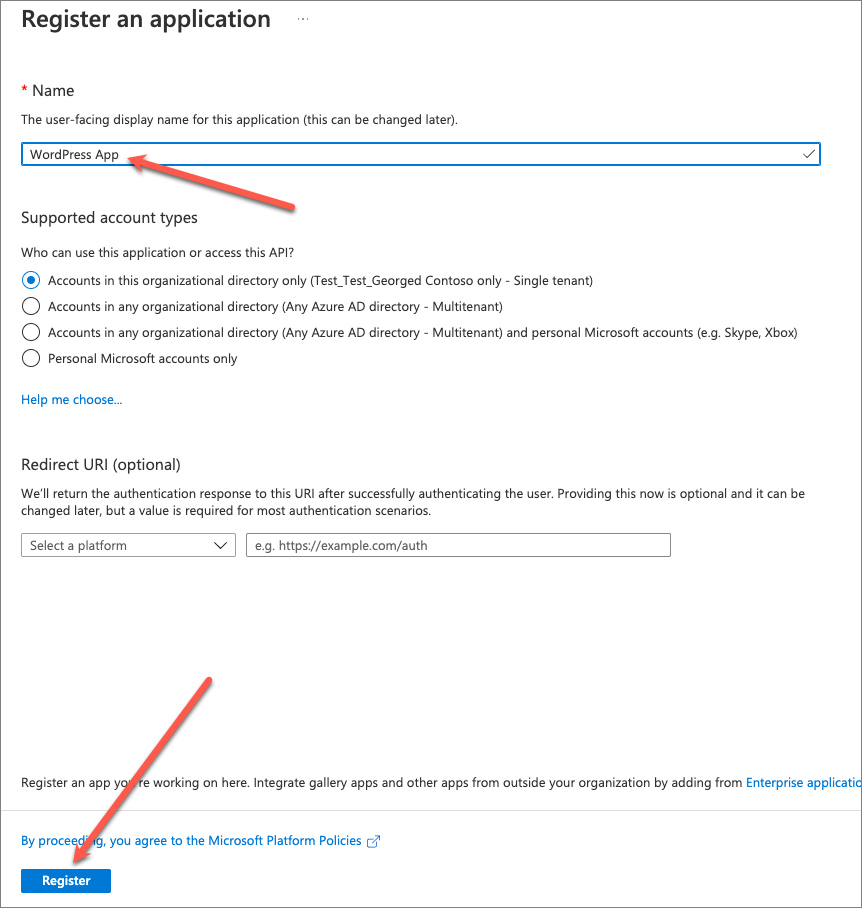 Register an application ...
* Name
The user-facing display name for this application (this can be changed later).
WordPress App
Supported account types
Who can use this application or access this API?
Accounts in this organizational directory only (Test_Test_Georged Contoso only - Single tenant)
Accounts in any organizational directory (Any Azure AD directory - Multitenant)
Accounts in any organizational directory (Any Azure AD directory - Multitenant) and personal Microsoft accounts (e.g. Skype, Xbox)
Personal Microsoft accounts only
Help me choose...
Redirect URI (optional)
We'll return the authentication response to this URI after successfully authenticating the user. Providing this now is optional and it can be
changed later, but a value is required for most authentication scenarios.
Select a platform
e.g. https://example.com/auth
Register an app you're working on here. Integrate gallery apps and other apps from outside your organization by adding from Enterprise applicatio
By proceeding, you agree to the Microsoft Platform Policies
Register